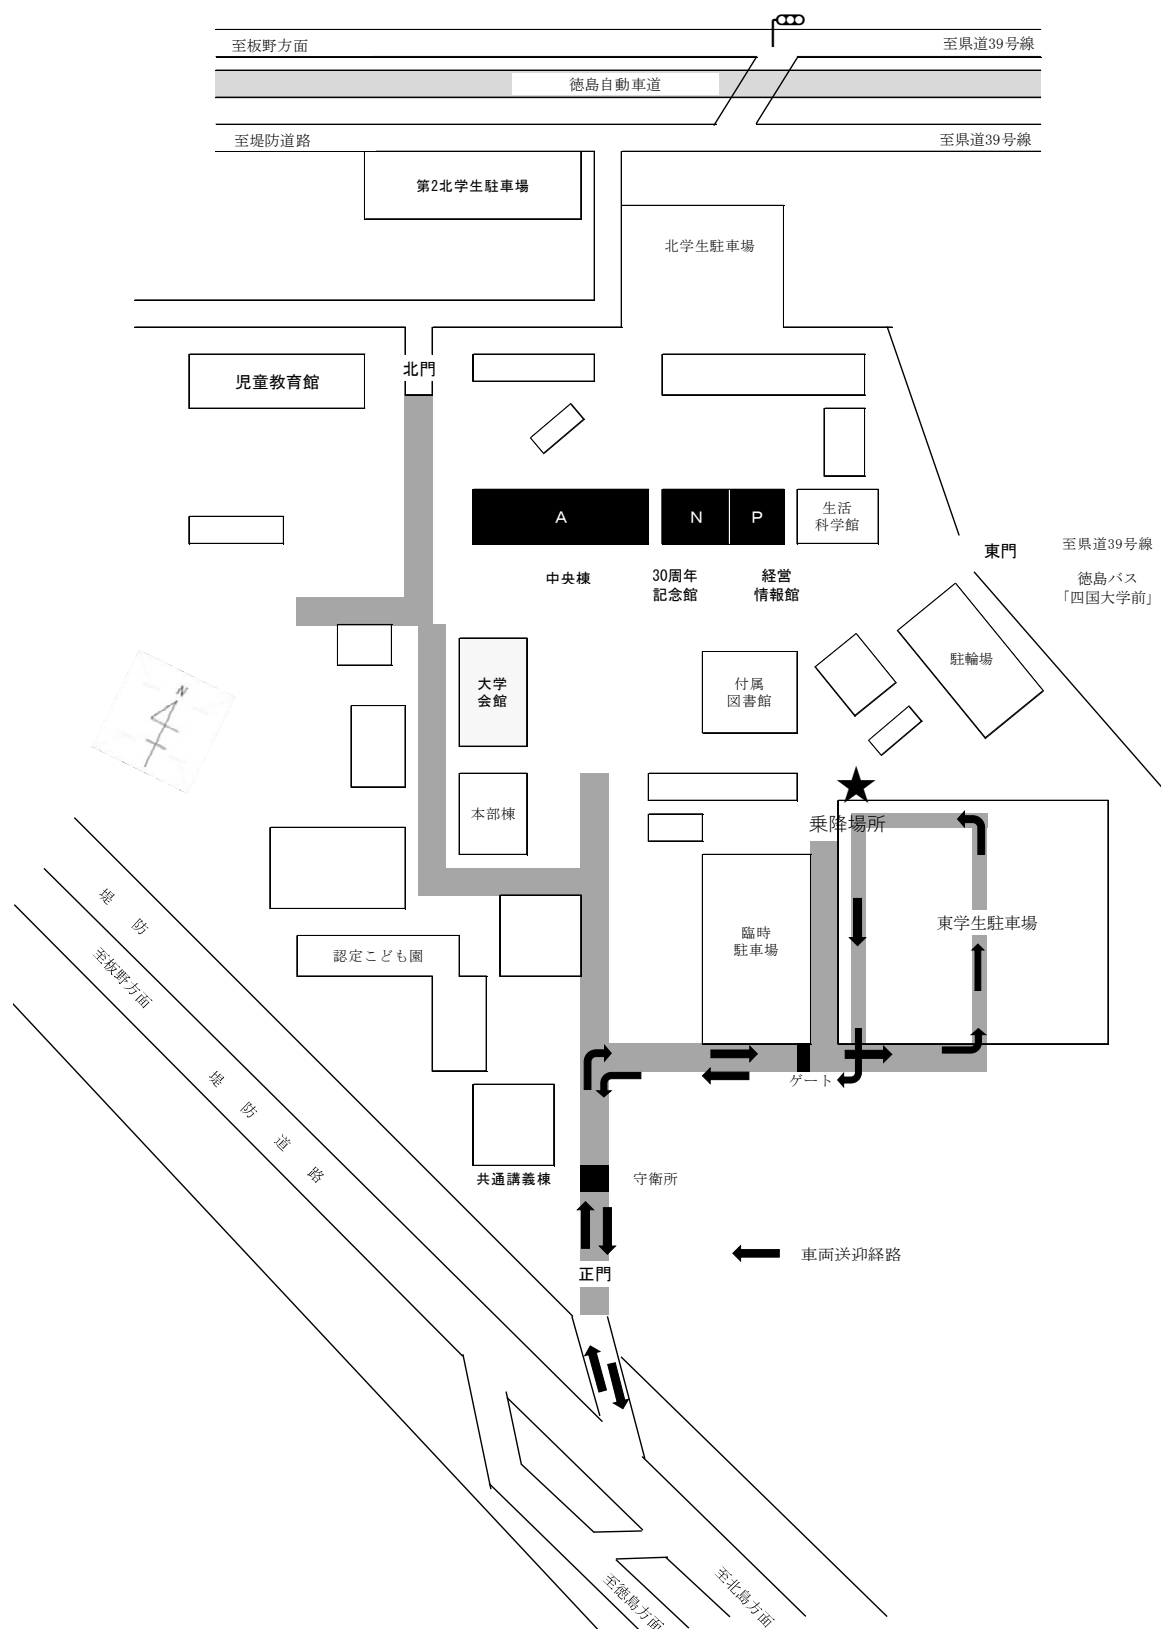 至板野方面
至県道39号線
徳島自動車道
至堤防道路
至県道39号線
第2北学生駐車場
北学生駐車場
北門
児童教育館
A
N
P
生活
科学館
東門
至県道39号線
中央棟
30周年
記念館
経営
情報館
徳島バス
「四国大学前」
大学
会館
付属
図書館
駐輪場
N
本部棟
乗降場所
堤防
至板野方面
認定こども園
臨時
駐車場
東学生駐車場
ゲート
堤防道路
共通講義棟
守衛所
車両送迎経路
正門
至徳島方面
至北島方面